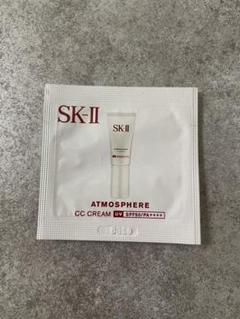 SK-II
SK-II
ATMOSPHERE
CC CREAM UV SPF50/PA++++